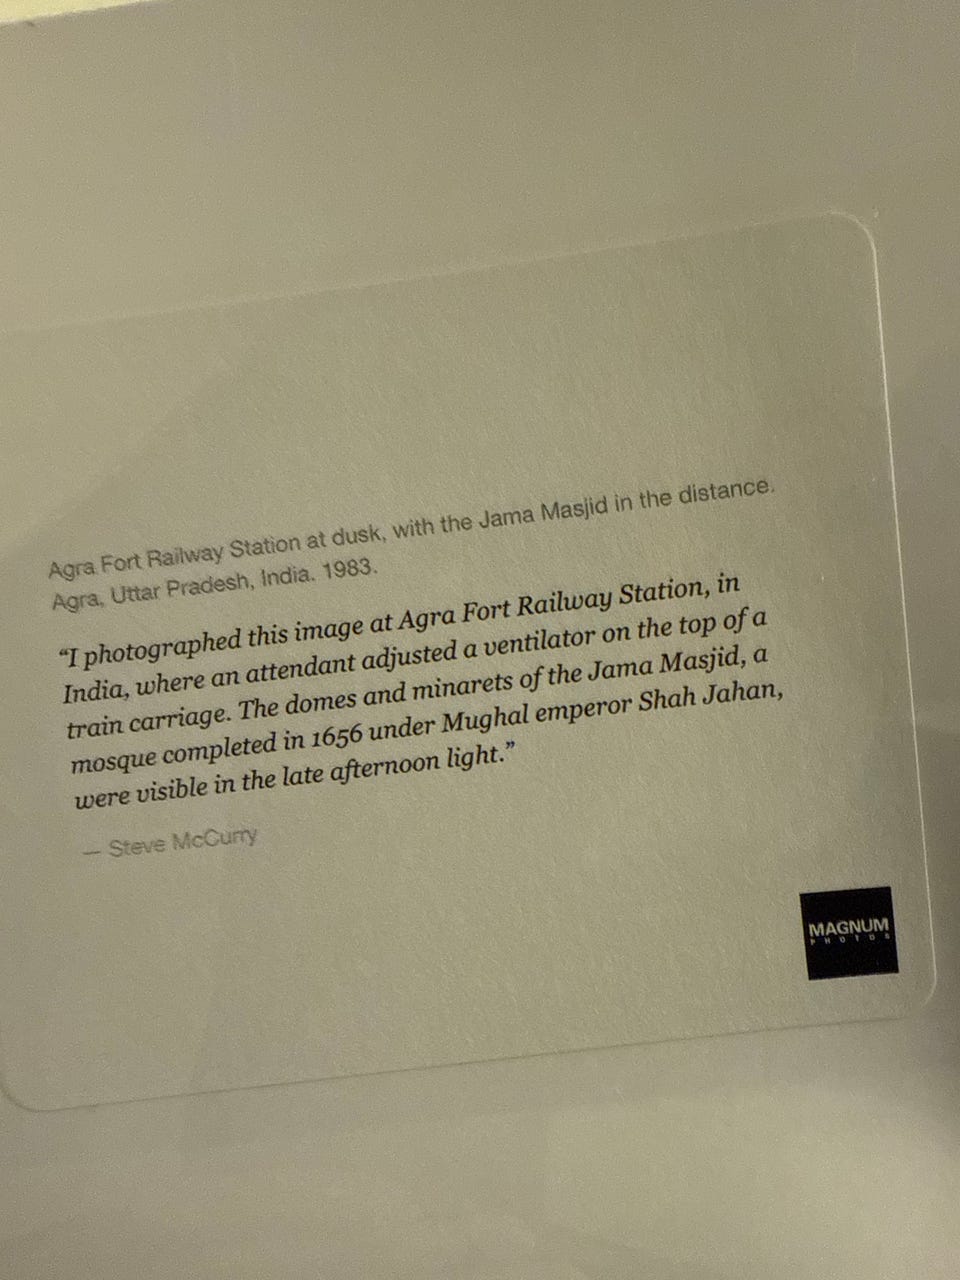 Agra Fort Railway Station at dusk, with the Jama Masjid in the distance.
Agra, Uttar Pradesh, India. 1983.
“I photographed this image at Agra Fort Railway Station, in
India, where an attendant adjusted a ventilator on the top of a
train carriage. The domes and minarets of the Jama Masjid, a
mosque completed in 1656 under Mughal emperor Shah Jahan,
were visible in the late afternoon light.”
— Steve McCurry
MAGNUM
PHOTOS